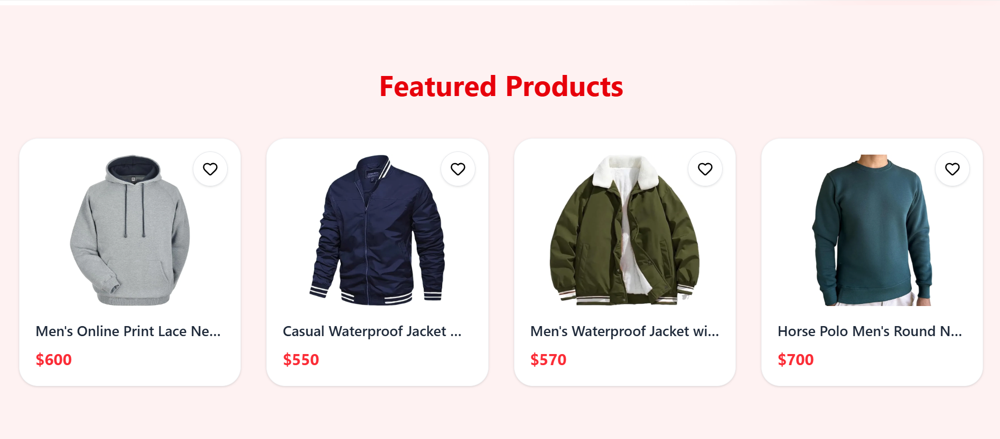 Featured Products
Men's Online Print Lace Ne...
$600
Casual Waterproof Jacket ...
$550
Men's Waterproof Jacket wi...
$570
Horse Polo Men's Round N...
$700